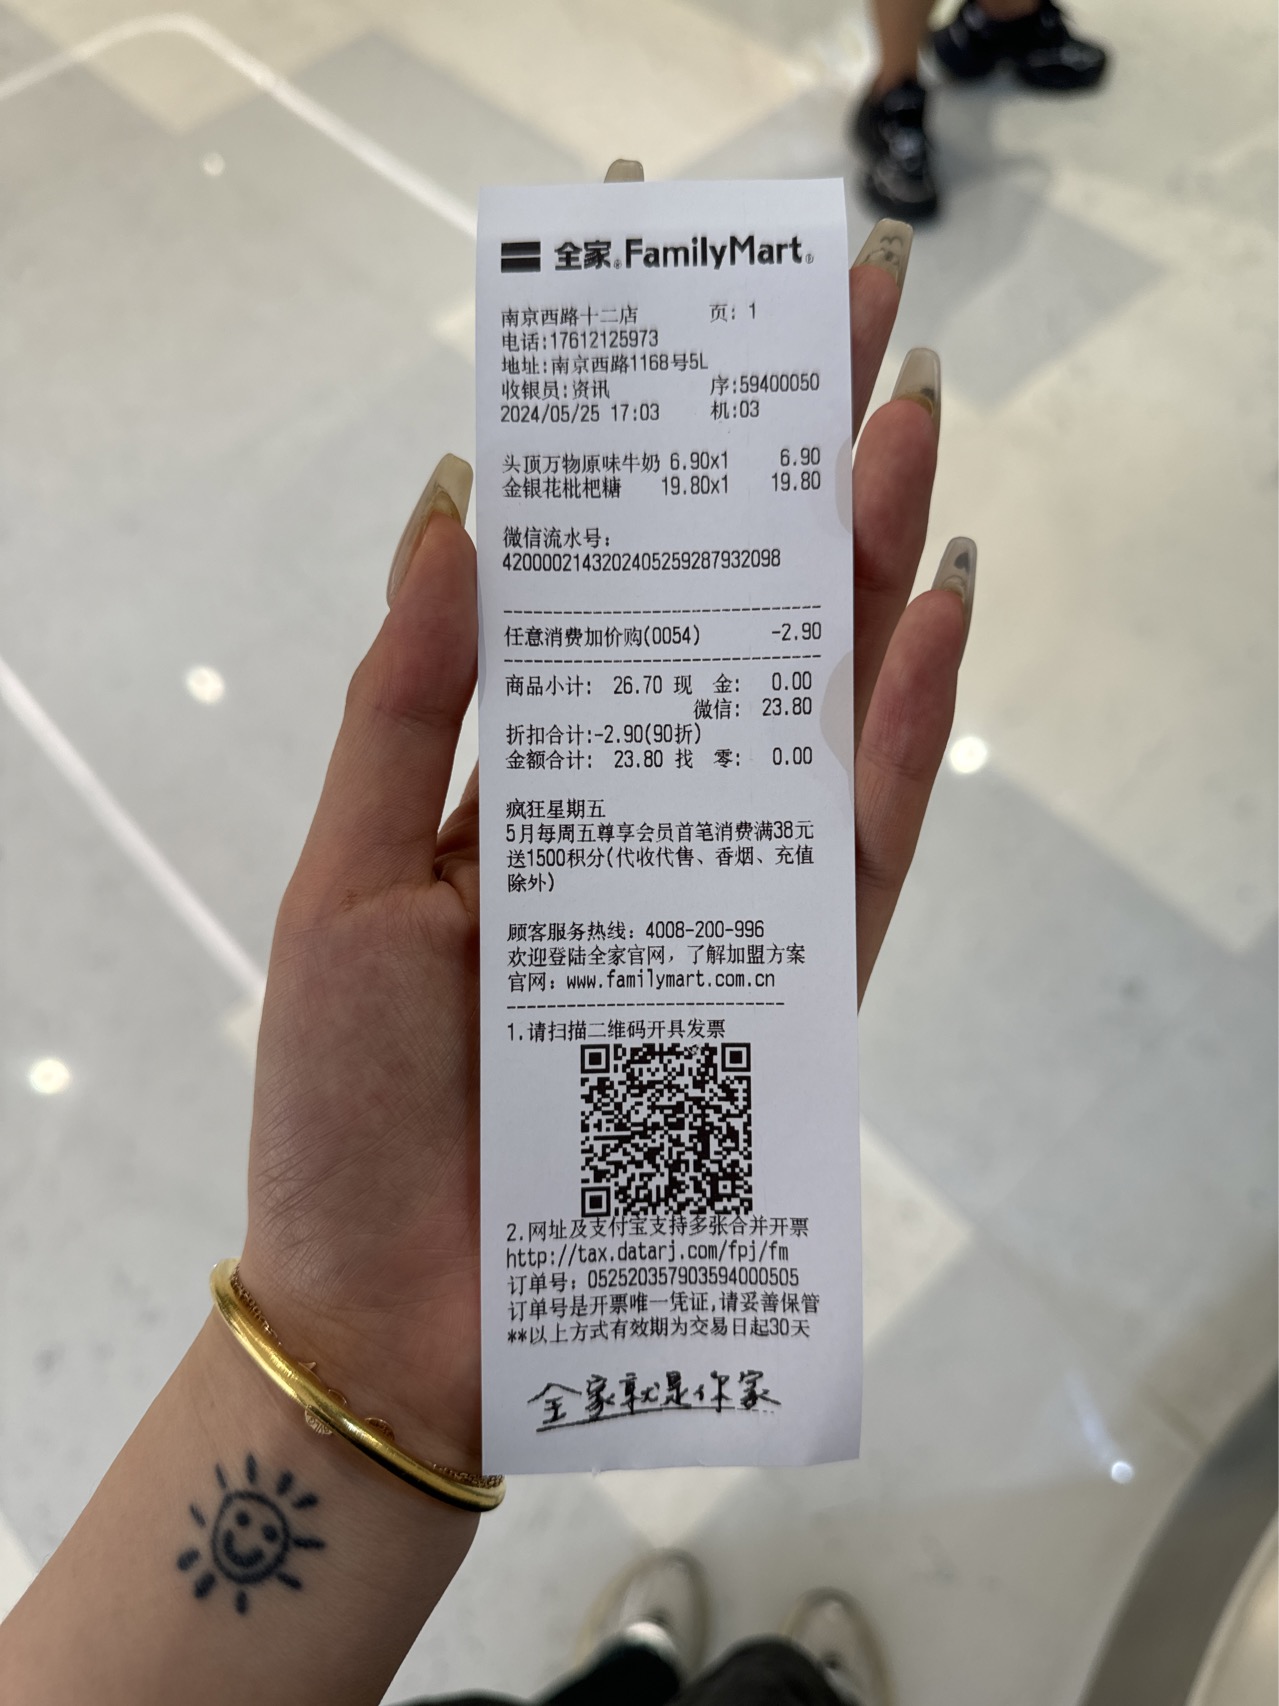 全家®FamilyMart®
南京西路十二店 页: 1
电话:17612125973
地址:南京西路1168号5L
收银员:资讯 序:59400050
2024/05/25 17:03 机:03
头顶万物原味牛奶 6.90x1 6.90
金银花枇杷糖 19.80x1 19.80
微信流水号:
4200002143202405259287932098
任意消费加价购(0054) -2.90
商品小计: 26.70 现 金: 0.00
微信: 23.80
折扣合计:-2.90(90折)
金额合计: 23.80 找 零: 0.00
疯狂星期五
5月每周五尊享会员首笔消费满38元
送1500积分(代收代售、香烟、充值
除外)
顾客服务热线: 4008-200-996
欢迎登陆全家官网, 了解加盟方案
官网: www.familymart.com.cn
1.请扫描二维码开具发票
2.网址及支付宝支持多张合并开票
http://tax.datarj.com/fpj/fm
订单号: 052520357903594000505
订单号是开票唯一凭证,请妥善保管
**以上方式有效期为交易日起30天
全家就是你家